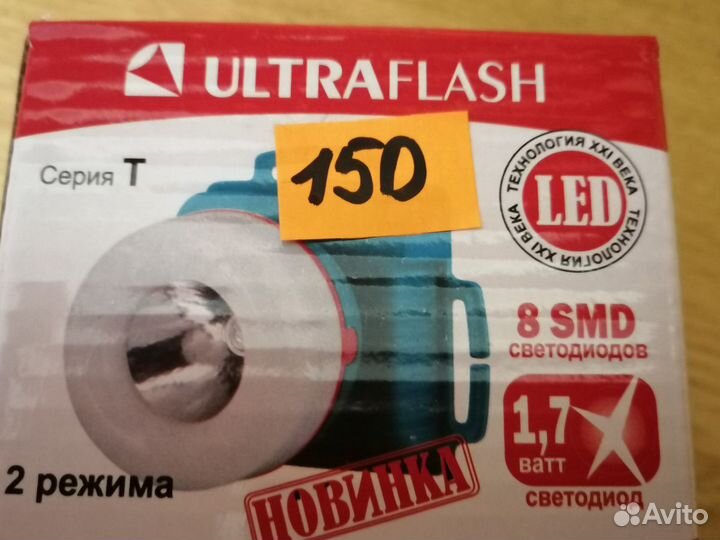 ULTRAFLASH
Серия T
150
ТЕХНОЛОГИЯ XXI ВЕКА
ТЕХНОЛОГИЯ XXI ВЕКА
LED
8 SMD
светодиодов
1,7
ватт
светодиод
2 режима
НОВИНКА
Avito